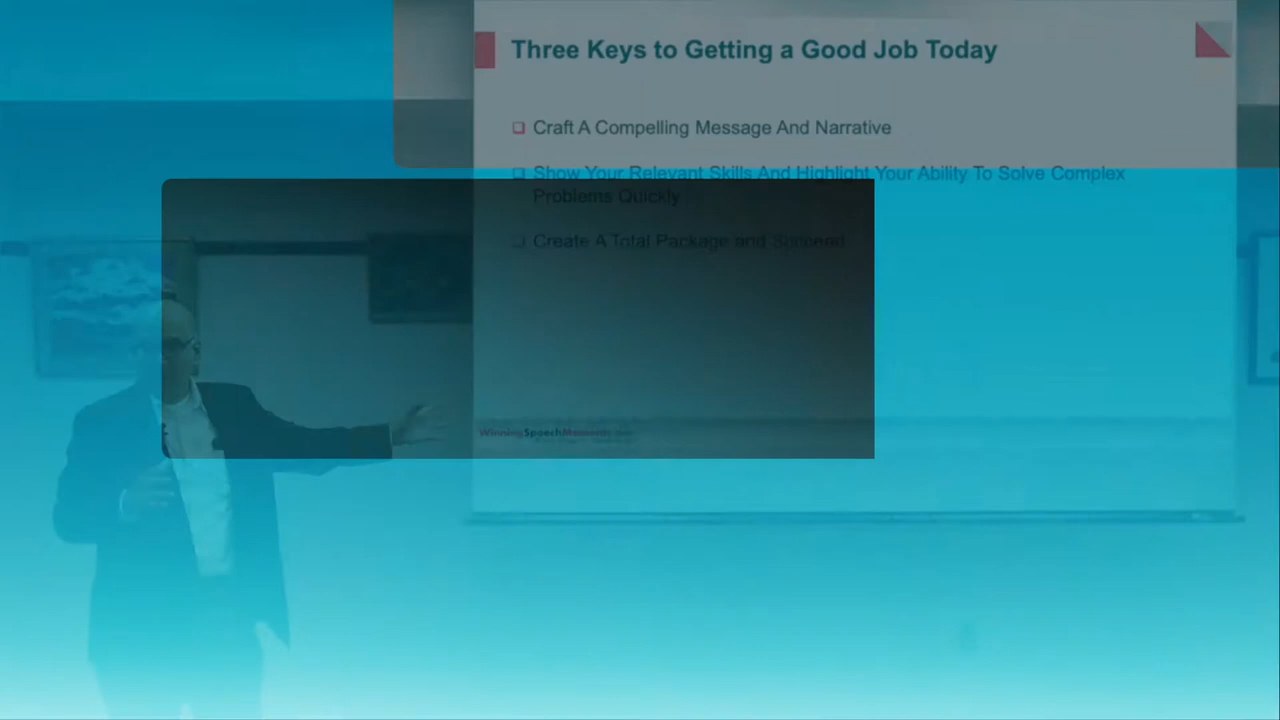 Three Keys to Getting a Good Job Today
Craft A Compelling Message And Narrative
Show Your Relevant Skills And Highlight Your Ability To Solve Complex
Problems Quickly
Create A Total Package and
WinningSpeech